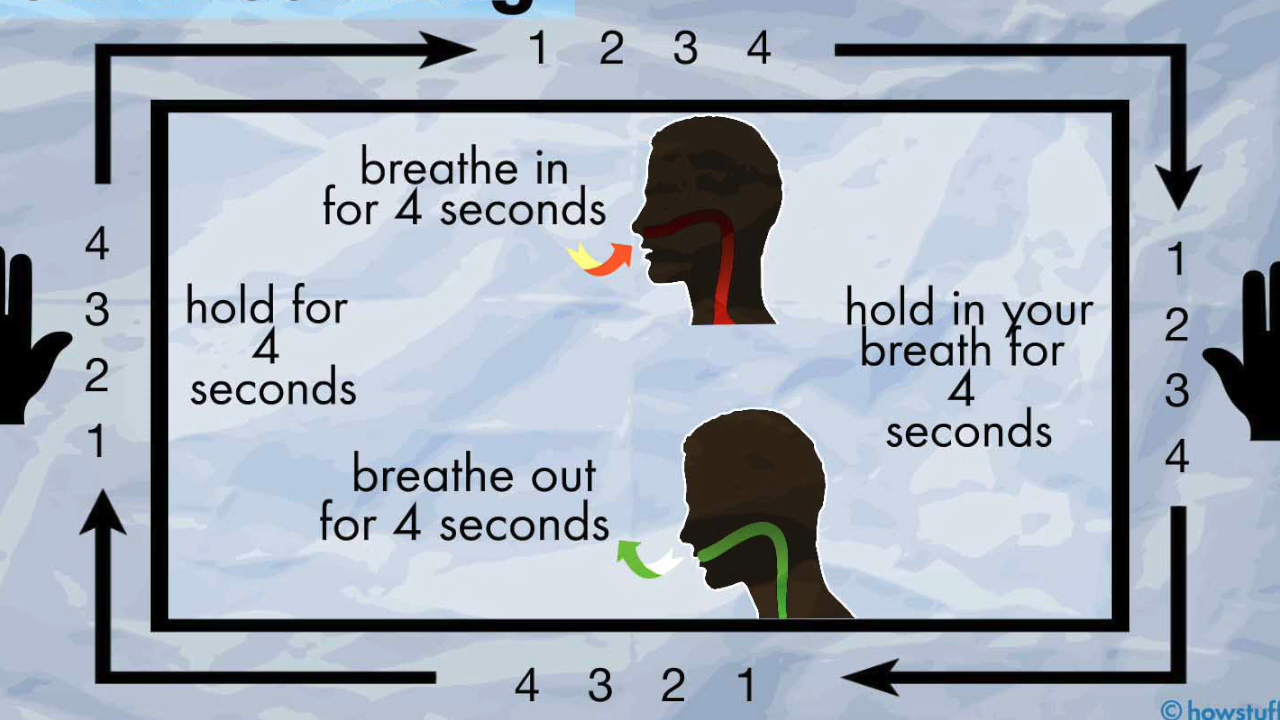 1 2 3 4
breathe in
for 4 seconds
4
3
2
1
hold for
4
seconds
hold in your
breath for
4
seconds
1
2
3
4
breathe out
for 4 seconds
4 3 2 1